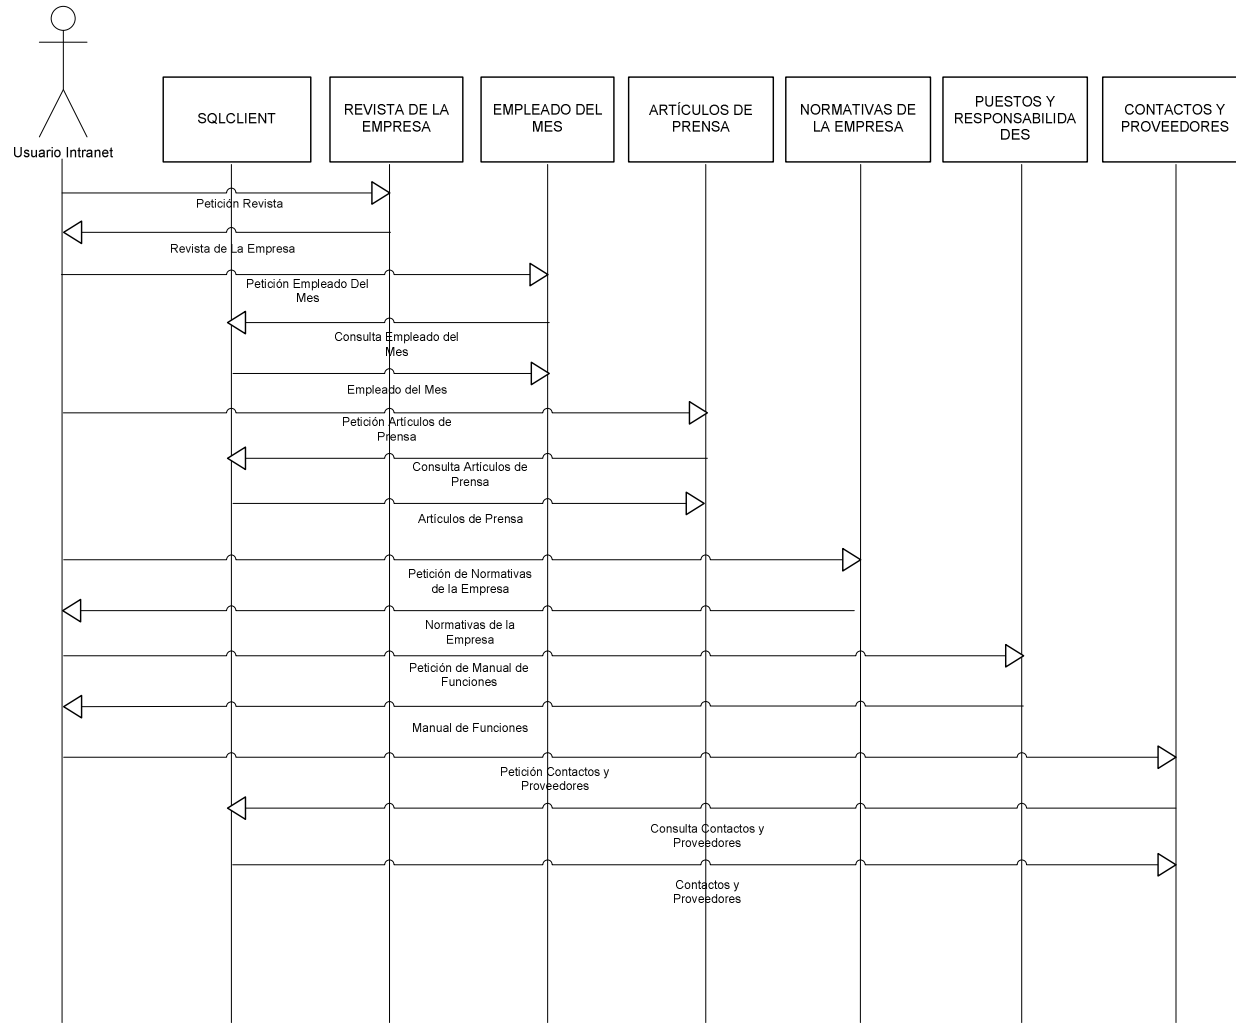 Usuario Intranet
SQLCLIENT
REVISTA DE LA
EMPRESA
EMPLEADO DEL
MES
ARTÍCULOS DE
PRENSA
NORMATIVAS DE
LA EMPRESA
PUESTOS Y
RESPONSABILIDA
DES
CONTACTOS Y
PROVEEDORES
Petición Revista
Revista de La Empresa
Petición Empleado Del
Mes
Consulta Empleado del
Mes
Empleado del Mes
Petición Artículos de
Prensa
Consulta Artículos de
Prensa
Artículos de Prensa
Petición de Normativas
de la Empresa
Normativas de la
Empresa
Petición de Manual de
Funciones
Manual de Funciones
Petición Contactos y
Proveedores
Consulta Contactos y
Proveedores
Contactos y
Proveedores